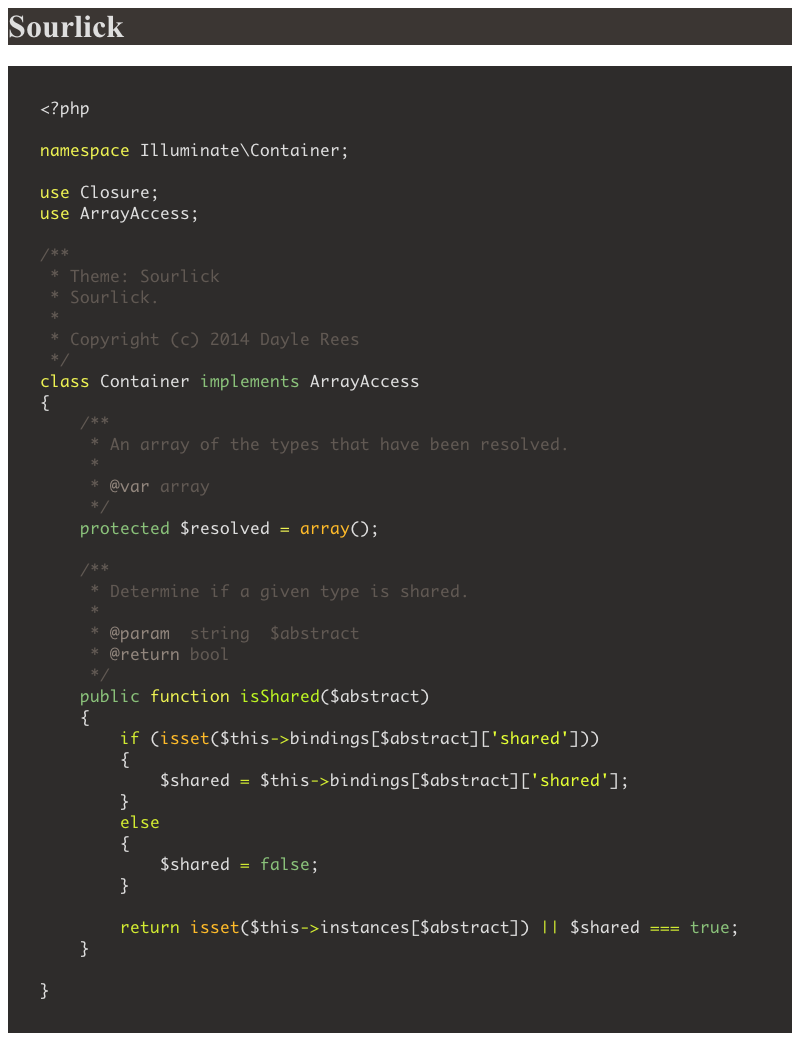 Sourlick
<?php
namespace Illuminate\Container;
use Closure;
use ArrayAccess;
/**
 * Theme: Sourlick
 * Sourlick.
 *
 * Copyright (c) 2014 Dayle Rees
 */
class Container implements ArrayAccess
{
    /**
     * An array of the types that have been resolved.
     *
     * @var array
     */
    protected $resolved = array();
    /**
     * Determine if a given type is shared.
     *
     * @param  string  $abstract
     * @return bool
     */
    public function isShared($abstract)
    {
        if (isset($this->bindings[$abstract]['shared']))
        {
            $shared = $this->bindings[$abstract]['shared'];
        }
        else
        {
            $shared = false;
        }
        return isset($this->instances[$abstract]) || $shared === true;
    }
}